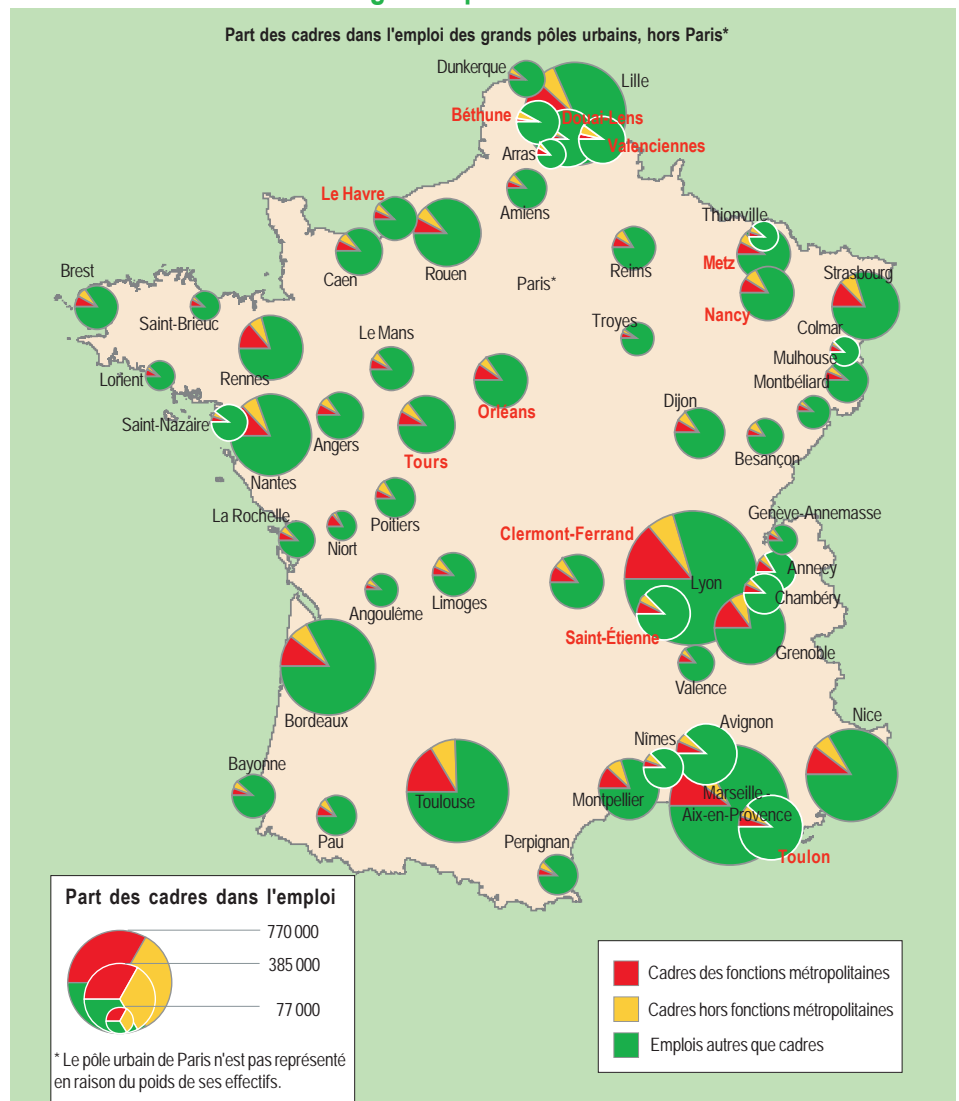 Part des cadres dans l'emploi des grands pôles urbains, hors Paris*
Dunkerque
Lille
Béthune
Douai-Lens
Valenciennes
Arras
Le Havre
Amiens
Thionville
Caen
Rouen
Reims
Metz
Brest
Paris*
Strasbourg
Saint-Brieuc
Nancy
Troyes
Colmar
Le Mans
Mulhouse
Lorient
Rennes
Montbéliard
Orléans
Dijon
Saint-Nazaire
Angers
Tours
Besançon
Nantes
La Rochelle
Poitiers
Genève-Annemasse
Niort
Clermont-Ferrand
Annecy
Lyon
Angoulême
Limoges
Chambéry
Saint-Étienne
Grenoble
Valence
Bordeaux
Avignon
Nice
Nîmes
Bayonne
Toulouse
Montpellier
Marseille -
Aix-en-Provence
Pau
Perpignan
Toulon
Part des cadres dans l'emploi
770 000
385 000
77 000
* Le pôle urbain de Paris n'est pas représenté
en raison du poids de ses effectifs.
Cadres des fonctions métropolitaines
Cadres hors fonctions métropolitaines
Emplois autres que cadres